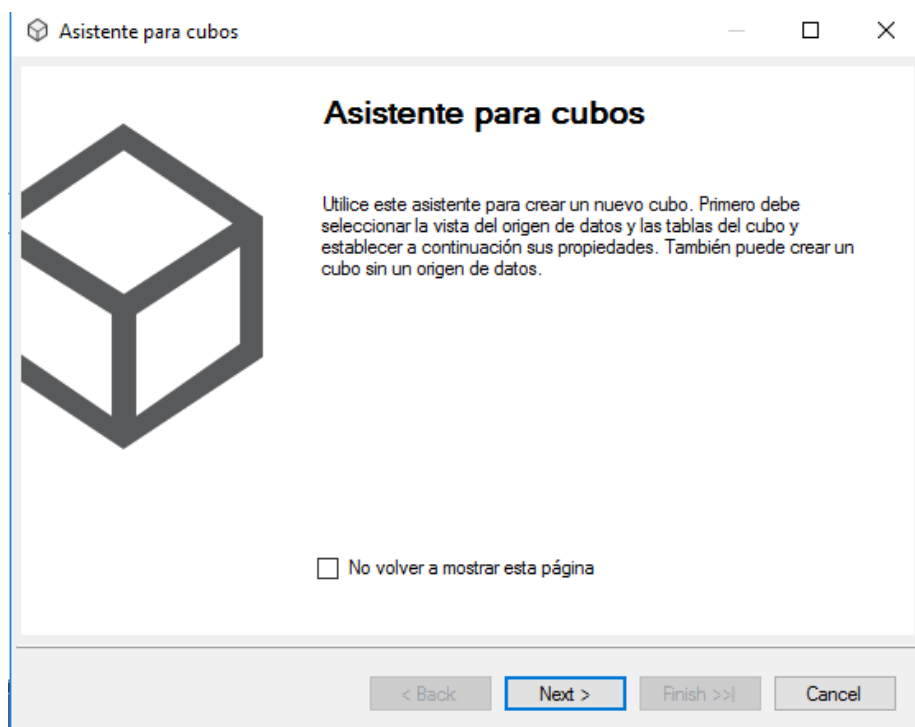 Asistente para cubos
Asistente para cubos
Utilice este asistente para crear un nuevo cubo. Primero debe
seleccionar la vista del origen de datos y las tablas del cubo y
establecer a continuación sus propiedades. También puede crear un
cubo sin un origen de datos.
No volver a mostrar esta página
< Back Next > Finish >>| Cancel